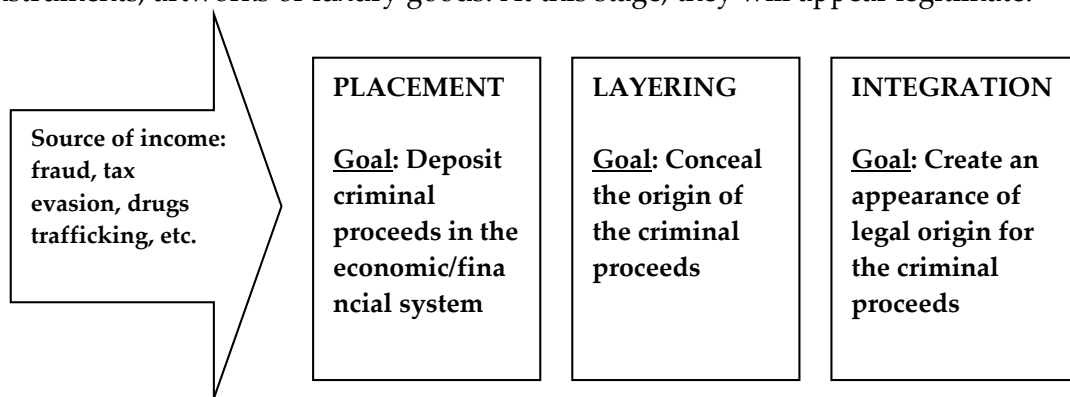 instruments, artworks or luxury goods. At this stage, they will appear legitimate.
Source of income:
fraud, tax
evasion, drugs
trafficking, etc.
PLACEMENT
Goal: Deposit
criminal
proceeds in the
economic/fina
ncial system
LAYERING
Goal: Conceal
the origin of
the criminal
proceeds
INTEGRATION
Goal: Create an
appearance of
legal origin for
the criminal
proceeds